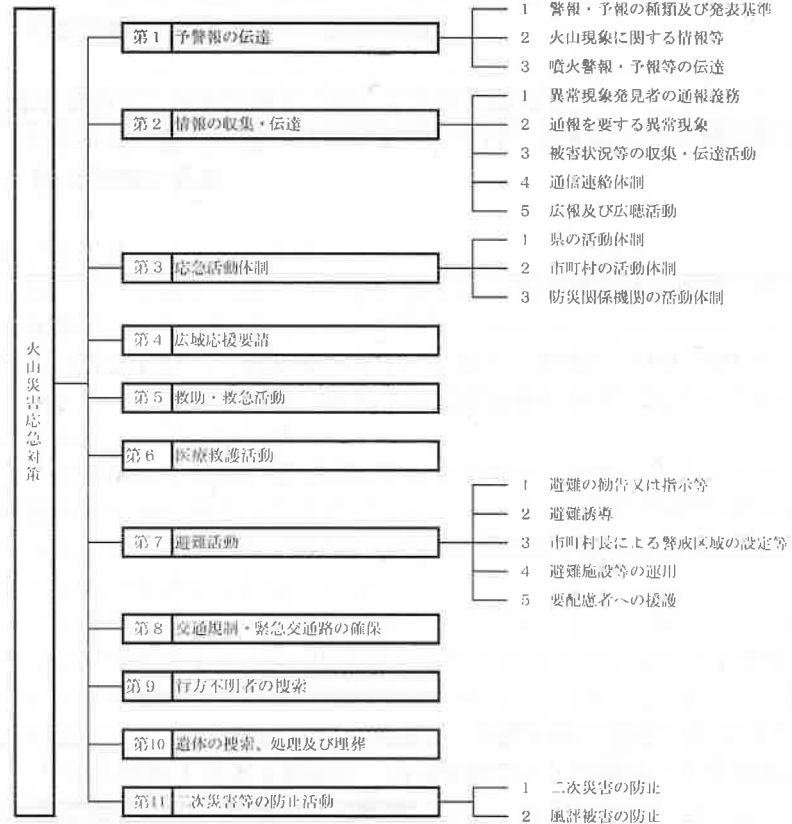 火山災害応急対策
第1 予警報の伝達
1 警報・予報の種類及び発表基準
2 火山現象に関する情報等
3 噴火警報・予報等の伝達
第2 情報の収集・伝達
1 異常現象発見者の通報義務
2 通報を要する異常現象
3 被害状況等の収集・伝達活動
4 通信連絡体制
5 広報及び広聴活動
第3 応急活動体制
1 県の活動体制
2 市町村の活動体制
3 防災関係機関の活動体制
第4 広域応援要請
第5 救助・救急活動
第6 医療救護活動
第7 避難活動
1 避難の勧告又は指示等
2 避難誘導
3 市町村長による警戒区域の設定等
4 避難施設等の運用
5 要配慮者への援護
第8 交通規制・緊急交通路の確保
第9 行方不明者の捜索
第10 遺体の捜索、処理及び埋葬
第11 二次災害等の防止活動
1 二次災害の防止
2 風評被害の防止